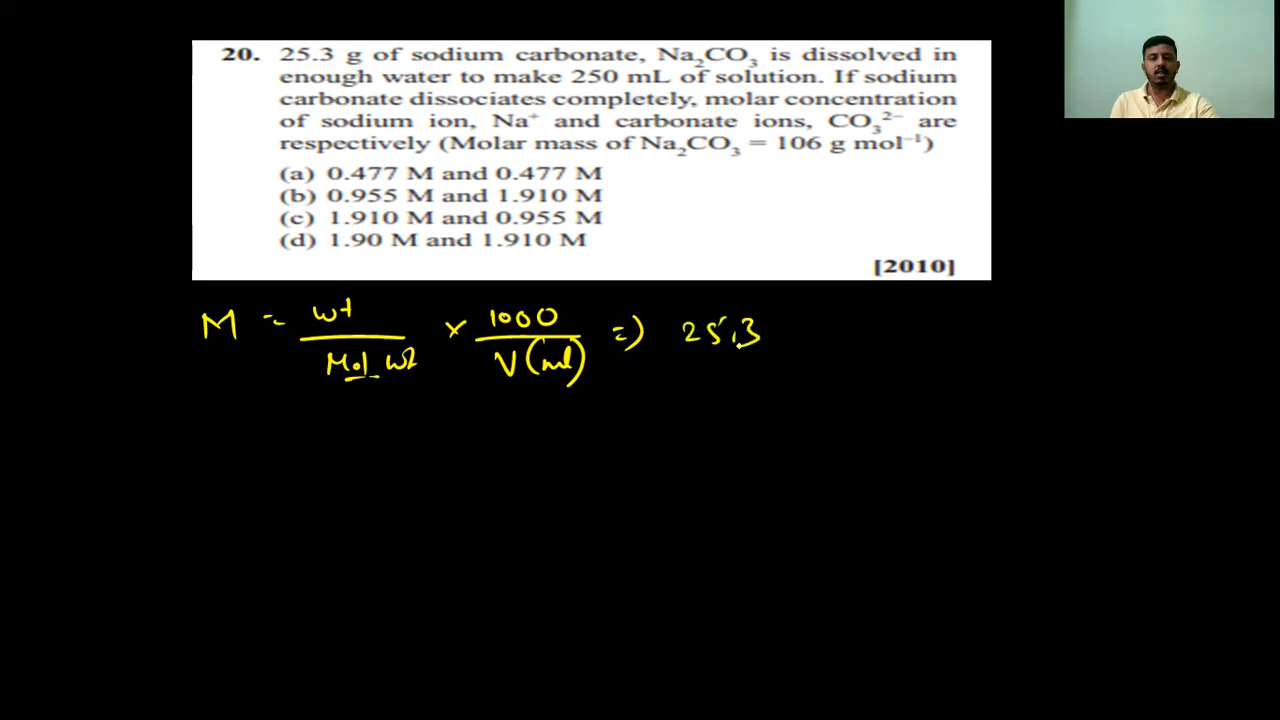 20. 25.3 g of sodium carbonate, Na₂CO₃ is dissolved in
enough water to make 250 mL of solution. If sodium
carbonate dissociates completely, molar concentration
of sodium ion, Na⁺ and carbonate ions, CO₃²⁻ are
respectively (Molar mass of Na₂CO₃ = 106 g mol⁻¹)
(a) 0.477 M and 0.477 M
(b) 0.955 M and 1.910 M
(c) 1.910 M and 0.955 M
(d) 1.90 M and 1.910 M
[2010]
M = wt / Mol wt × 1000 / V(ml) ⇒ 25.3